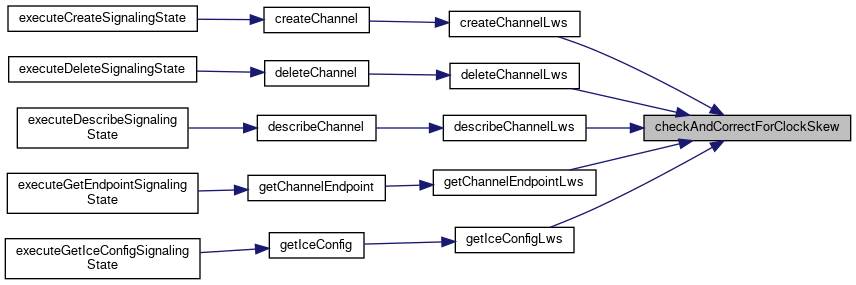 executeCreateSignalingState
createChannel
createChannelLws
executeDeleteSignalingState
deleteChannel
deleteChannelLws
executeDescribeSignaling
State
describeChannel
describeChannelLws
checkAndCorrectForClockSkew
executeGetEndpointSignaling
State
getChannelEndpoint
getChannelEndpointLws
executeGetIceConfigSignaling
State
getIceConfig
getIceConfigLws